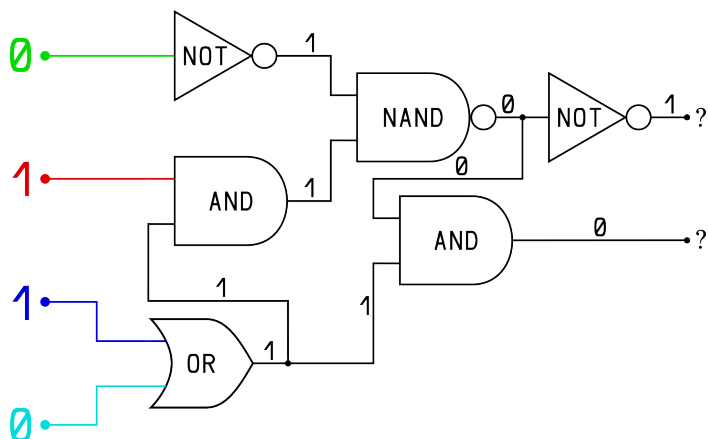 0 NOT 1 NAND 0 NOT 1 ?
1 AND 1 0 AND 0 ?
1 1 1
0 OR 1